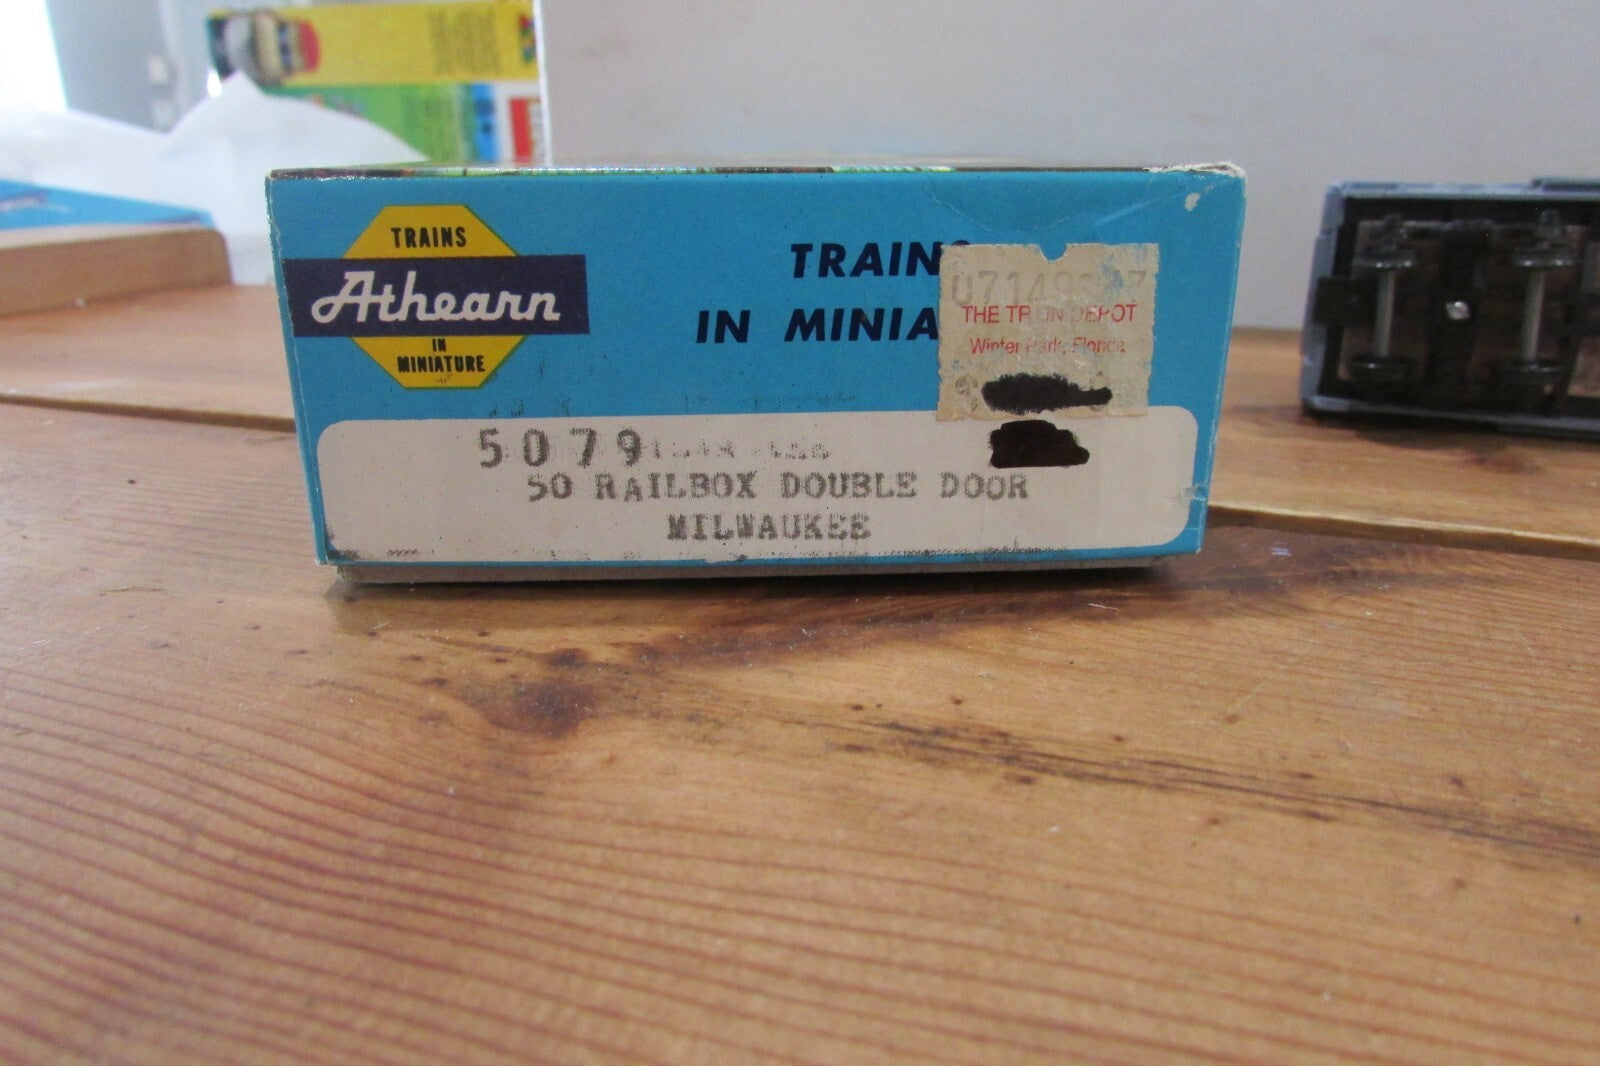 TRAINS
Athearn
IN
MINIATURE
TRAINS
IN MINIA
THE TRAIN DEPOT
Winter Park, Florida
5079
50 RAILBOX DOUBLE DOOR
MILWAUKEE